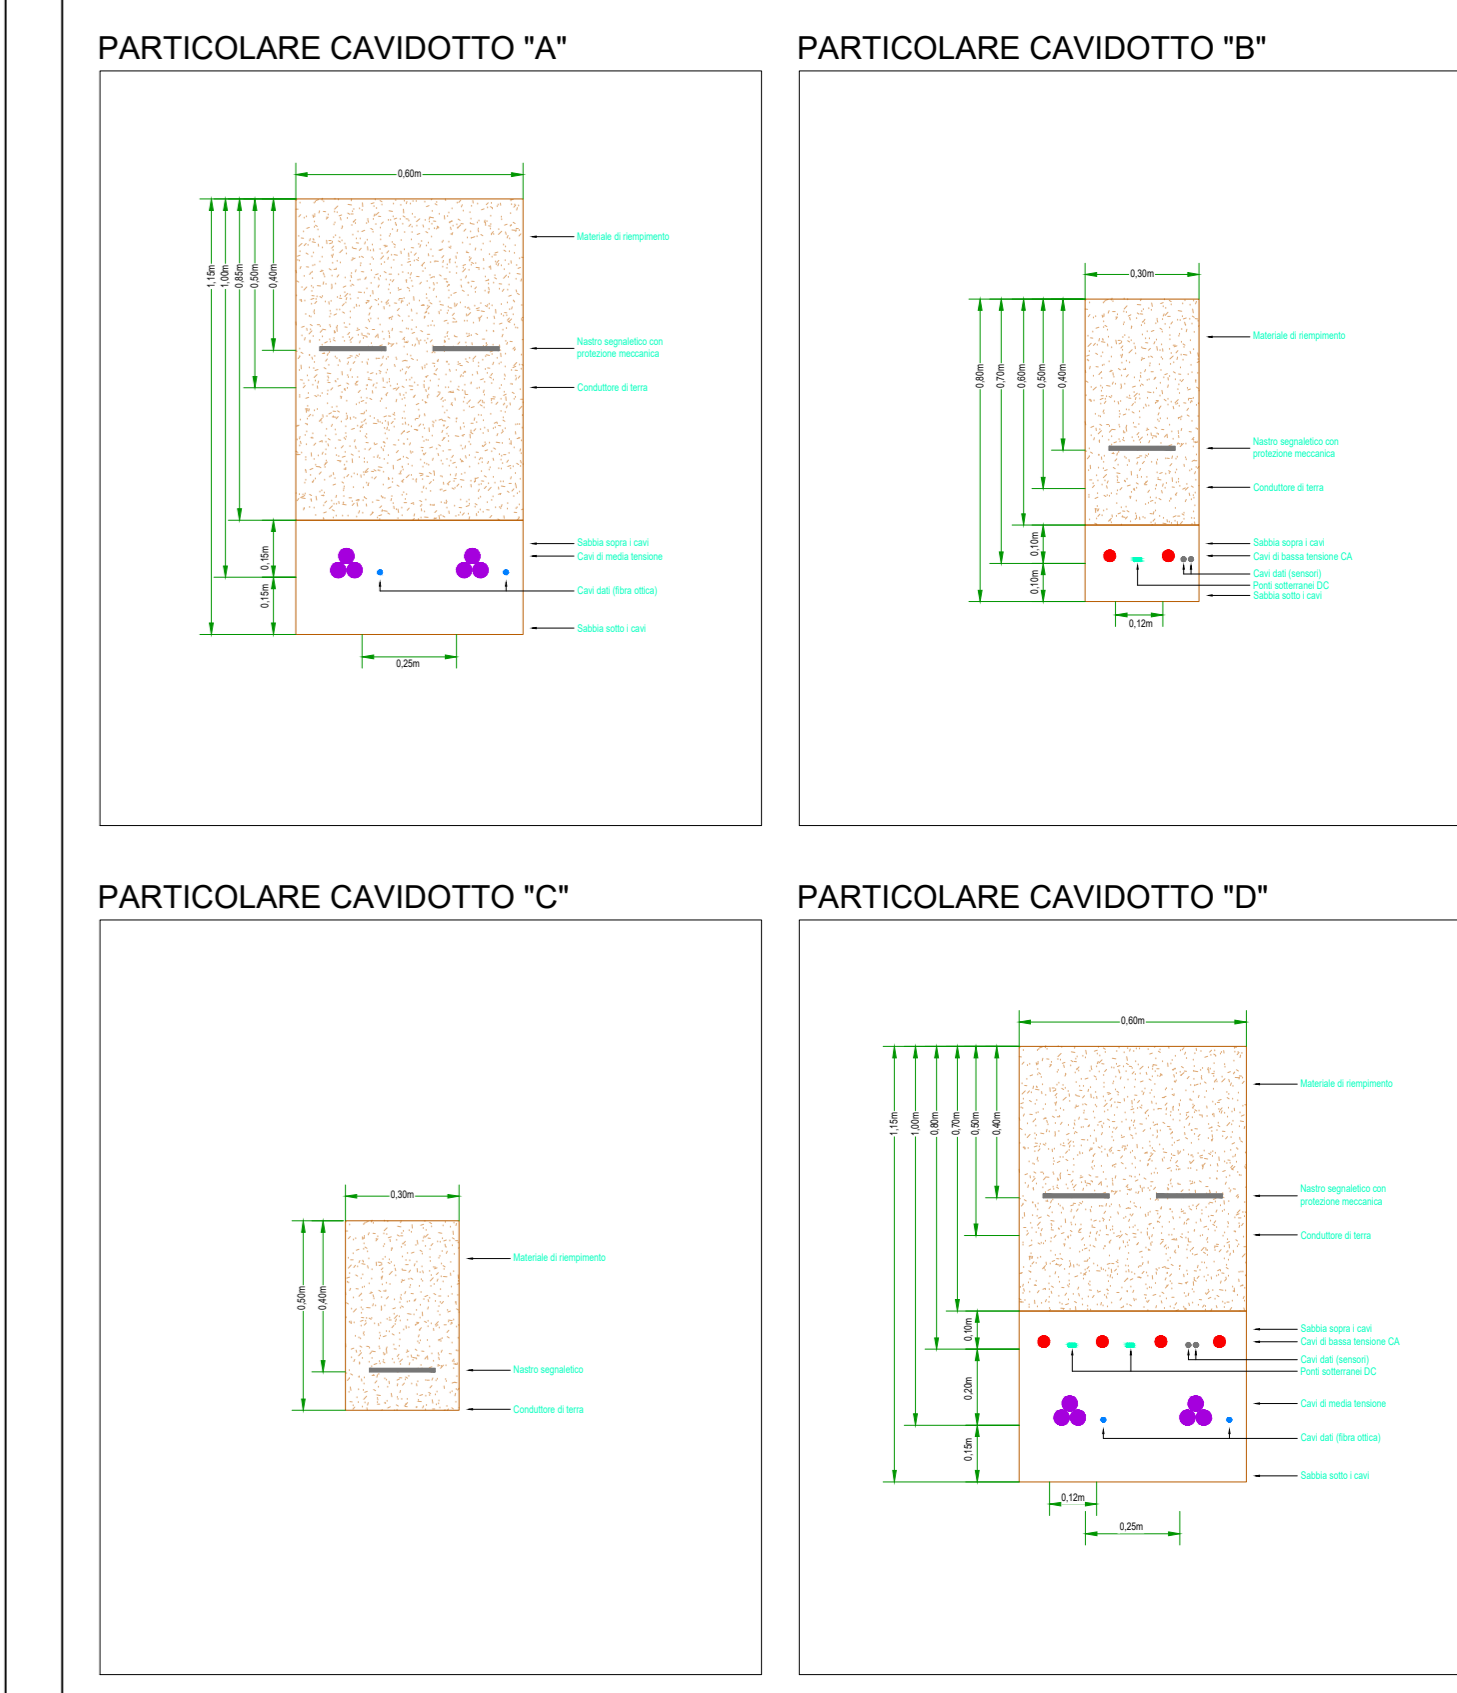 PARTICOLARE CAVIDOTTO "A"
0,60m
1,15m
1,00m
0,85m
0,50m
0,40m
Materiale di riempimento
Nastro segnaletico con
protezione meccanica
Conduttore di terra
0,15m
0,15m
Sabbia sopra i cavi
Cavi di media tensione
Cavi dati (fibra ottica)
Sabbia sotto i cavi
0,25m
PARTICOLARE CAVIDOTTO "B"
0,30m
0,80m
0,70m
0,60m
0,50m
0,40m
Materiale di riempimento
Nastro segnaletico con
protezione meccanica
Conduttore di terra
0,10m
0,10m
Sabbia sopra i cavi
Cavi di bassa tensione CA
Cavi dati (sensori)
Ponti sotterranei DC
Sabbia sotto i cavi
0,12m
PARTICOLARE CAVIDOTTO "C"
0,30m
0,50m
0,40m
Materiale di riempimento
Nastro segnaletico
Conduttore di terra
PARTICOLARE CAVIDOTTO "D"
0,60m
1,15m
1,00m
0,80m
0,70m
0,50m
0,40m
Materiale di riempimento
Nastro segnaletico con
protezione meccanica
Conduttore di terra
0,10m
0,20m
0,15m
Sabbia sopra i cavi
Cavi di bassa tensione CA
Cavi dati (sensori)
Ponti sotterranei DC
Cavi di media tensione
Cavi dati (fibra ottica)
Sabbia sotto i cavi
0,12m
0,25m